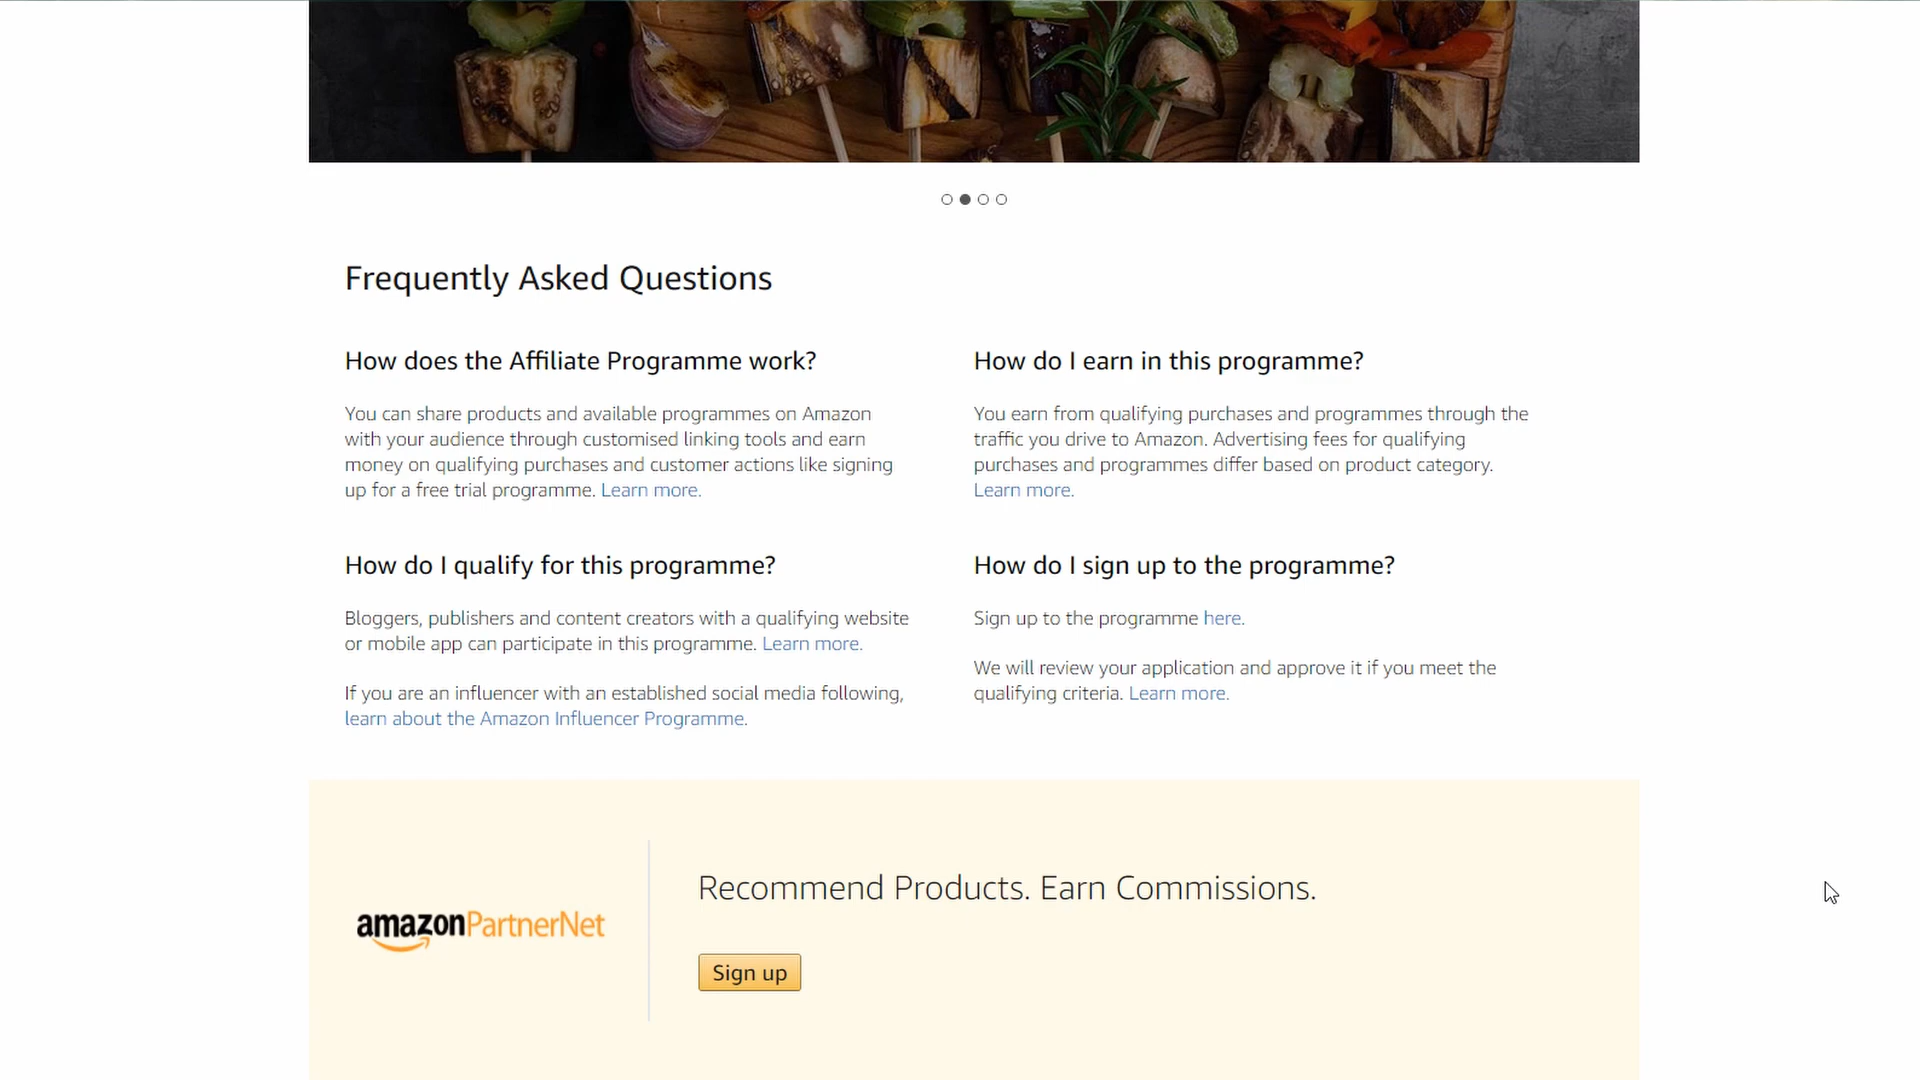 Frequently Asked Questions
How does the Affiliate Programme work?
You can share products and available programmes on Amazon
with your audience through customised linking tools and earn
money on qualifying purchases and customer actions like signing
up for a free trial programme. Learn more.
How do I earn in this programme?
You earn from qualifying purchases and programmes through the
traffic you drive to Amazon. Advertising fees for qualifying
purchases and programmes differ based on product category.
Learn more.
How do I qualify for this programme?
Bloggers, publishers and content creators with a qualifying website
or mobile app can participate in this programme. Learn more.
If you are an influencer with an established social media following,
learn about the Amazon Influencer Programme.
How do I sign up to the programme?
Sign up to the programme here.
We will review your application and approve it if you meet the
qualifying criteria. Learn more.
amazonPartnerNet
Recommend Products. Earn Commissions.
Sign up